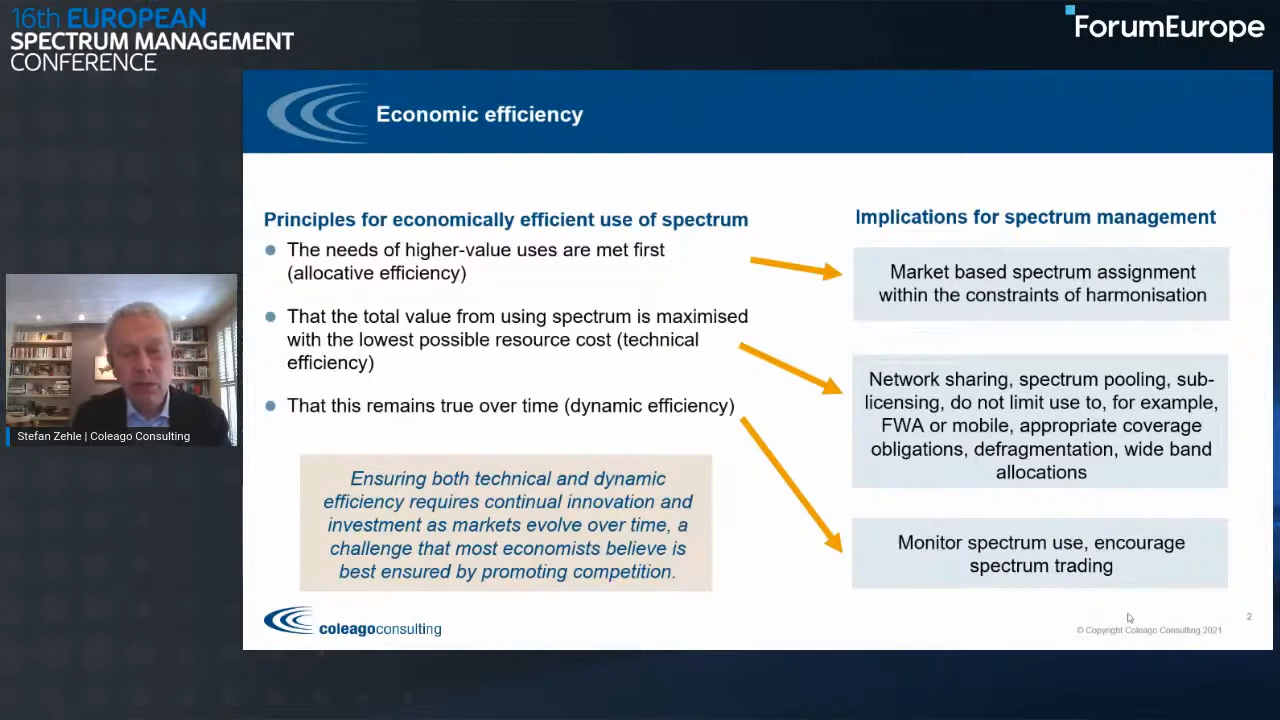 16th EUROPEAN
SPECTRUM MANAGEMENT
CONFERENCE
ForumEurope
Economic efficiency
Principles for economically efficient use of spectrum
The needs of higher-value uses are met first
(allocative efficiency)
That the total value from using spectrum is maximised
with the lowest possible resource cost (technical
efficiency)
That this remains true over time (dynamic efficiency)
Ensuring both technical and dynamic
efficiency requires continual innovation and
investment as markets evolve over time, a
challenge that most economists believe is
best ensured by promoting competition.
Implications for spectrum management
Market based spectrum assignment
within the constraints of harmonisation
Network sharing, spectrum pooling, sub-
licensing, do not limit use to, for example,
FWA or mobile, appropriate coverage
obligations, defragmentation, wide band
allocations
Monitor spectrum use, encourage
spectrum trading
Stefan Zehle | Coleago Consulting
coleagoconsulting
2
© Copyright Coleago Consulting 2021